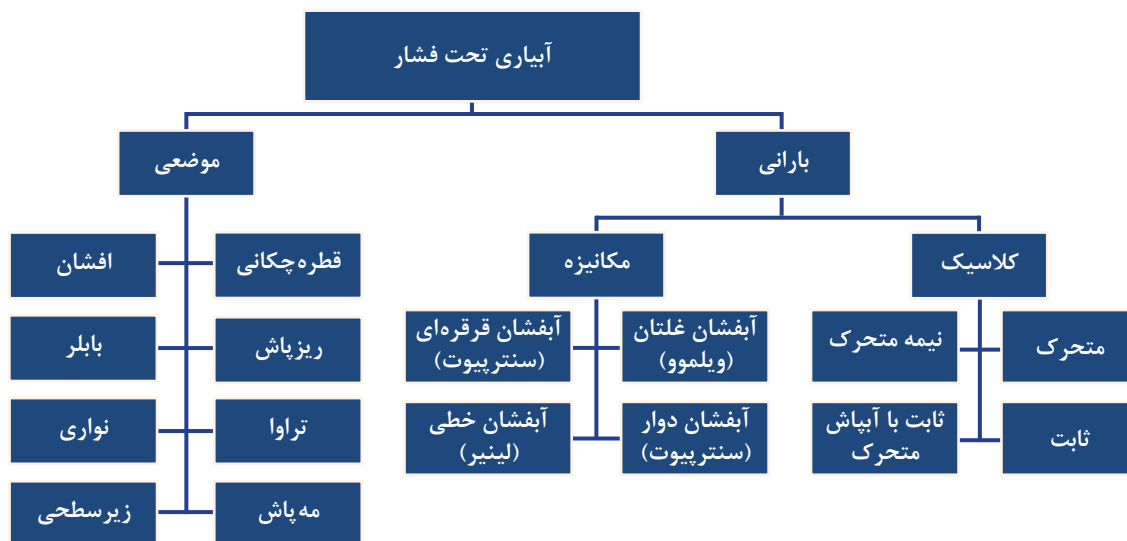 آبیاری تحت فشار
بارانی
موضعی
کلاسیک
مکانیزه
قطره‌چکانی
افشان
متحرک
نیمه متحرک
آبفشان غلتان
(ویلموو)
آبفشان قرقره‌ای
(سنترپیوت)
ریزپاش
بابلر
ثابت
ثابت با آبپاش
متحرک
آبفشان دوار
(سنترپیوت)
آبفشان خطی
(لینیر)
تراوا
نواری
مه پاش
زیرسطحی